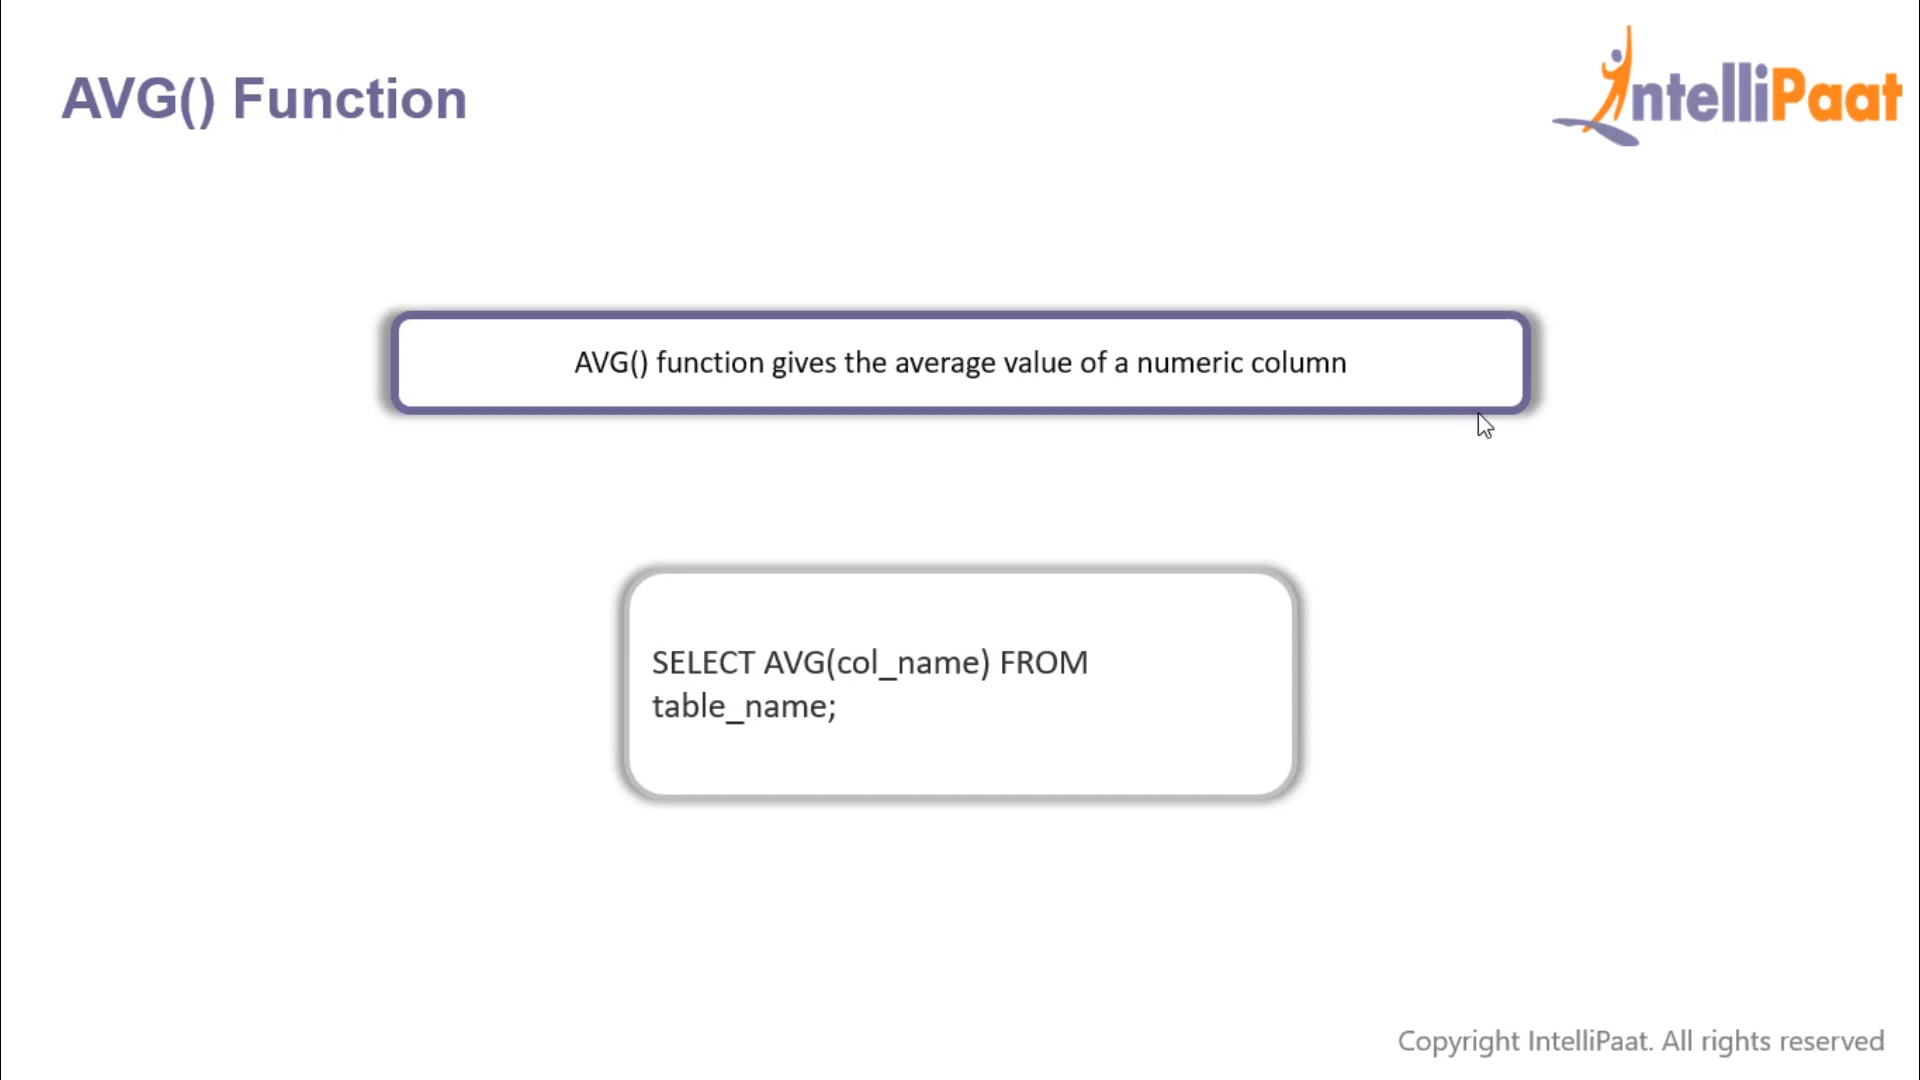 AVG() Function
IntelliPaat
AVG() function gives the average value of a numeric column
SELECT AVG(col_name) FROM
table_name;
Copyright IntelliPaat. All rights reserved